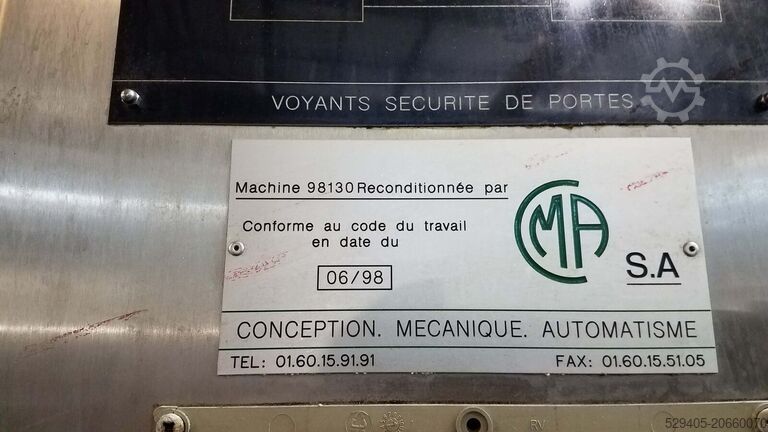 VOYANTS SECURITE DE PORTES
Machine 98130 Reconditionnée par
Conforme au code du travail
en date du
06/98
CMA
S.A
CONCEPTION. MECANIQUE. AUTOMATISME
TEL: 01.60.15.91.91
FAX: 01.60.15.51.05
RV
529405-20660070